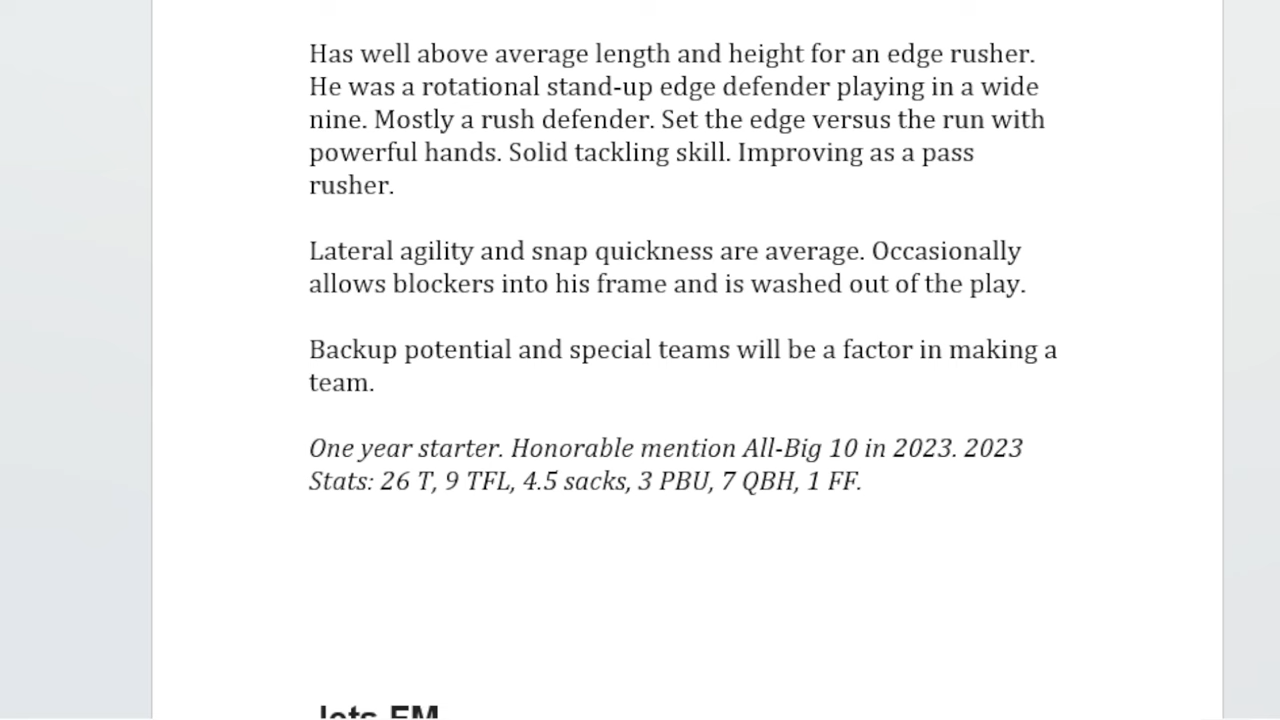 Has well above average length and height for an edge rusher.
He was a rotational stand-up edge defender playing in a wide
nine. Mostly a rush defender. Set the edge versus the run with
powerful hands. Solid tackling skill. Improving as a pass
rusher.
Lateral agility and snap quickness are average. Occasionally
allows blockers into his frame and is washed out of the play.
Backup potential and special teams will be a factor in making a
team.
One year starter. Honorable mention All-Big 10 in 2023. 2023
Stats: 26 T, 9 TFL, 4.5 sacks, 3 PBU, 7 QBH, 1 FF.